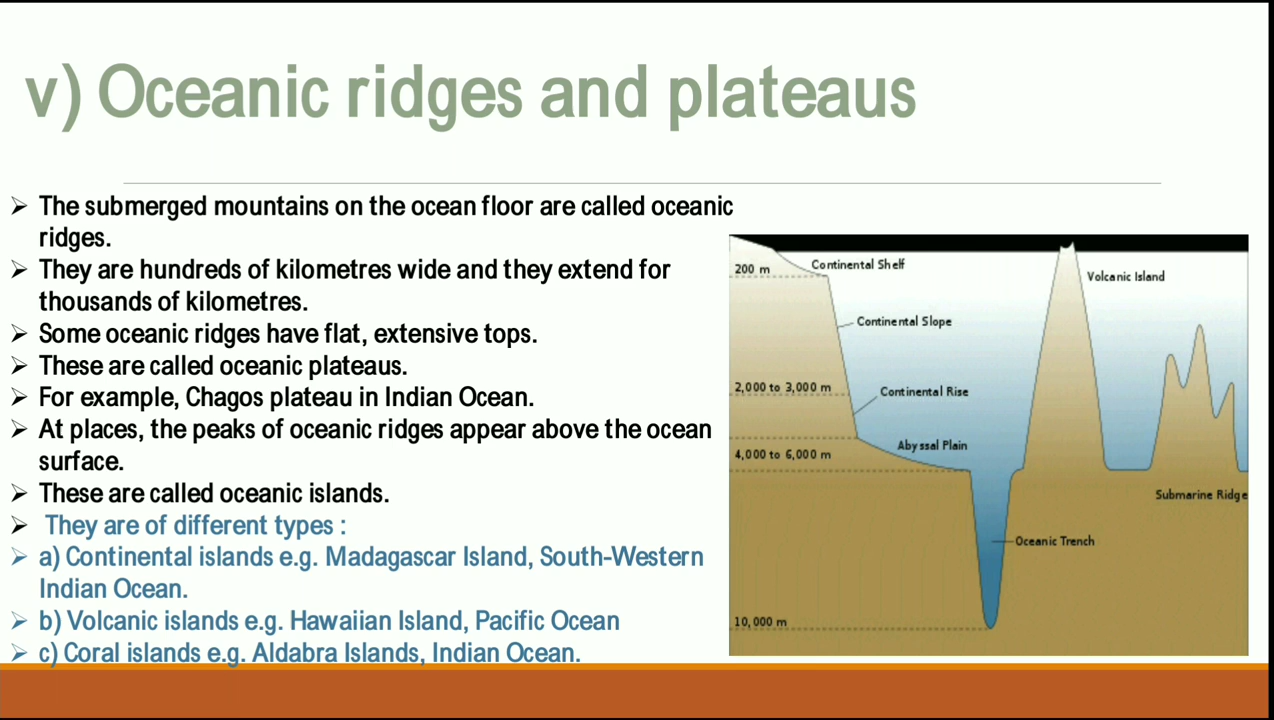 v) Oceanic ridges and plateaus
➢ The submerged mountains on the ocean floor are called oceanic
ridges.
➢ They are hundreds of kilometres wide and they extend for
thousands of kilometres.
➢ Some oceanic ridges have flat, extensive tops.
➢ These are called oceanic plateaus.
➢ For example, Chagos plateau in Indian Ocean.
➢ At places, the peaks of oceanic ridges appear above the ocean
surface.
➢ These are called oceanic islands.
➢ They are of different types :
➢ a) Continental islands e.g. Madagascar Island, South-Western
Indian Ocean.
➢ b) Volcanic islands e.g. Hawaiian Island, Pacific Ocean
➢ c) Coral islands e.g. Aldabra Islands, Indian Ocean.
200 m
Continental Shelf
Volcanic Island
Continental Slope
2,000 to 3,000 m
Continental Rise
Abyssal Plain
4,000 to 6,000 m
Submarine Ridge
Oceanic Trench
10,000 m